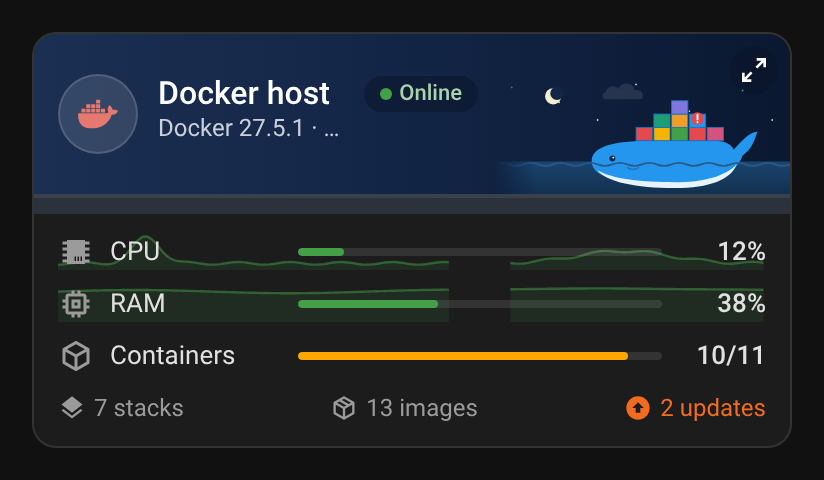 Docker host
Online
Docker 27.5.1 · …
!
CPU
12%
RAM
38%
Containers
10/11
7 stacks
13 images
2 updates